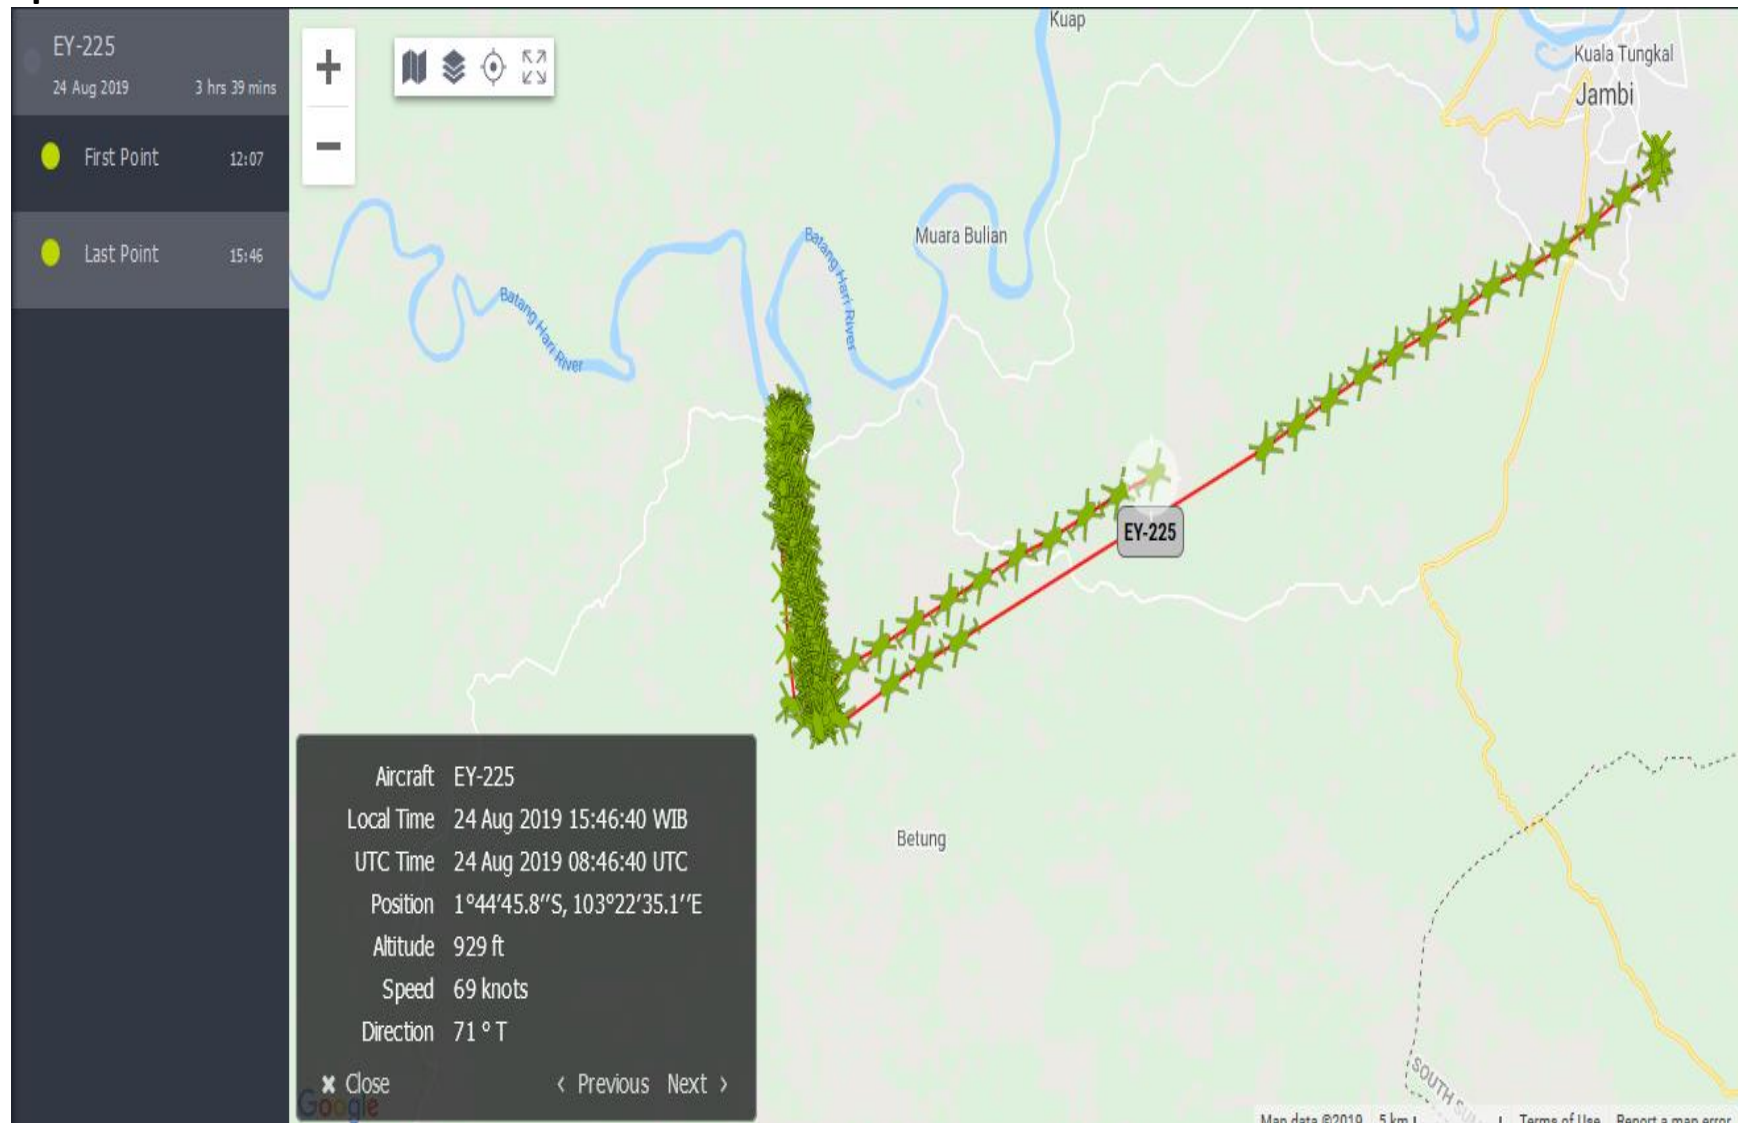 EY-225
24 Aug 2019 3 hrs 39 mins
First Point 12:07
Last Point 15:46
Kuap
Kuala Tungkal
Jambi
Muara Bulian
Batang Hari River
Batang Hari River
EY-225
Betung
Aircraft EY-225
Local Time 24 Aug 2019 15:46:40 WIB
UTC Time 24 Aug 2019 08:46:40 UTC
Position 1°44'45.8''S, 103°22'35.1''E
Altitude 929 ft
Speed 69 knots
Direction 71 ° T
✖ Close < Previous Next >
Google
SOUTH
Map data ©2019 5 km Terms of Use Report a map error